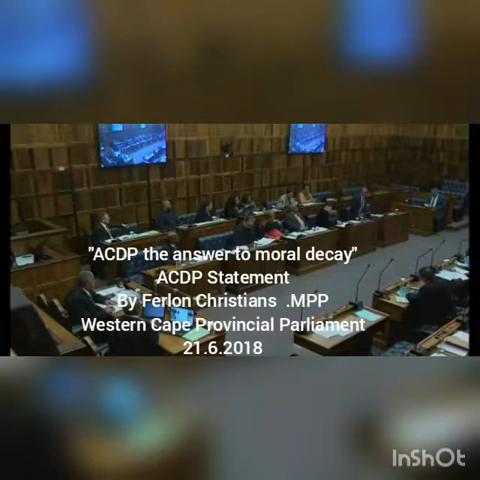 "ACDP the answer to moral decay"
ACDP Statement
By Ferlon Christians .MPP
Western Cape Provincial Parliament
21.6.2018
InShOt